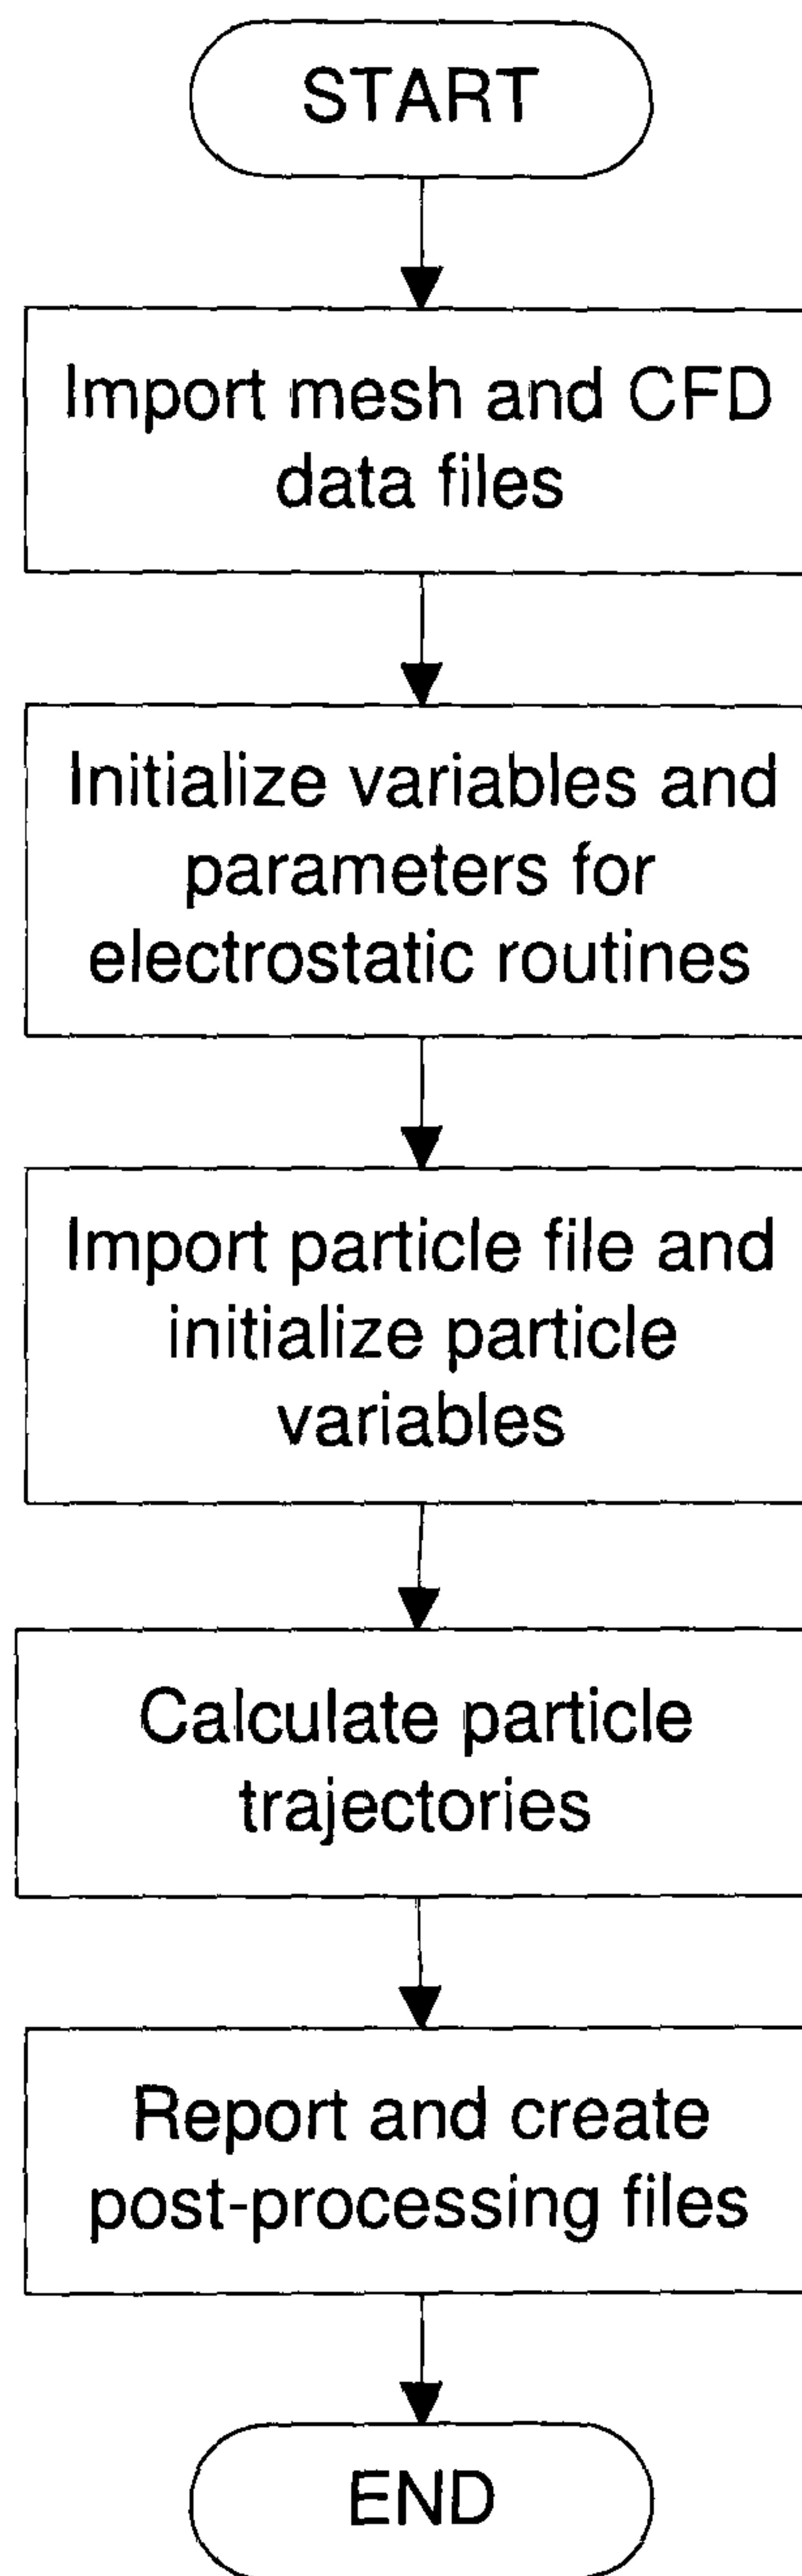 START
Import mesh and CFD
data files
Initialize variables and
parameters for
electrostatic routines
Import particle file and
initialize particle
variables
Calculate particle
trajectories
Report and create
post-processing files
END